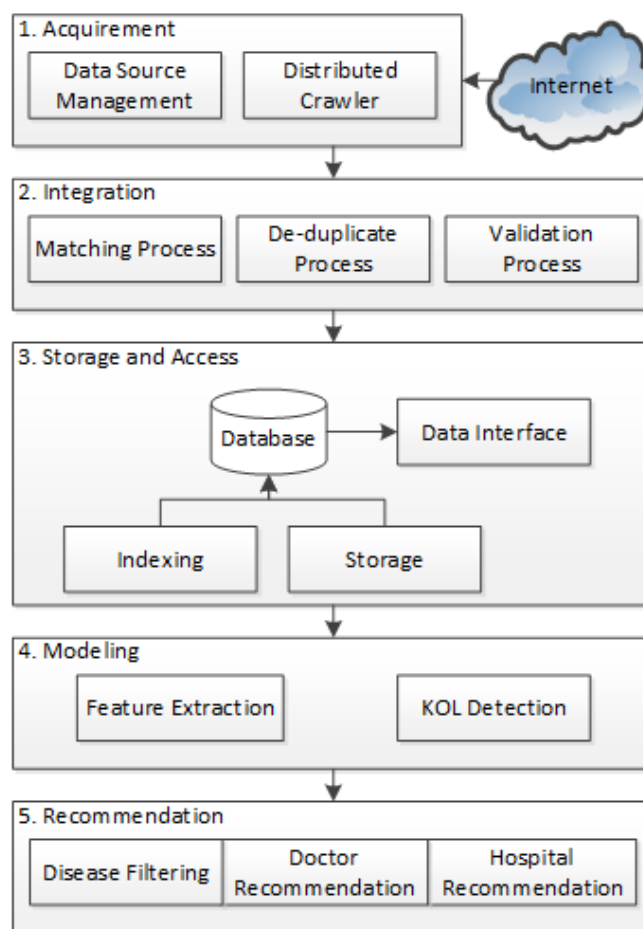 1. Acquirement
Data Source
Management
Distributed
Crawler
Internet
2. Integration
Matching Process
De-duplicate
Process
Validation
Process
3. Storage and Access
Database
Data Interface
Indexing
Storage
4. Modeling
Feature Extraction
KOL Detection
5. Recommendation
Disease Filtering
Doctor
Recommendation
Hospital
Recommendation